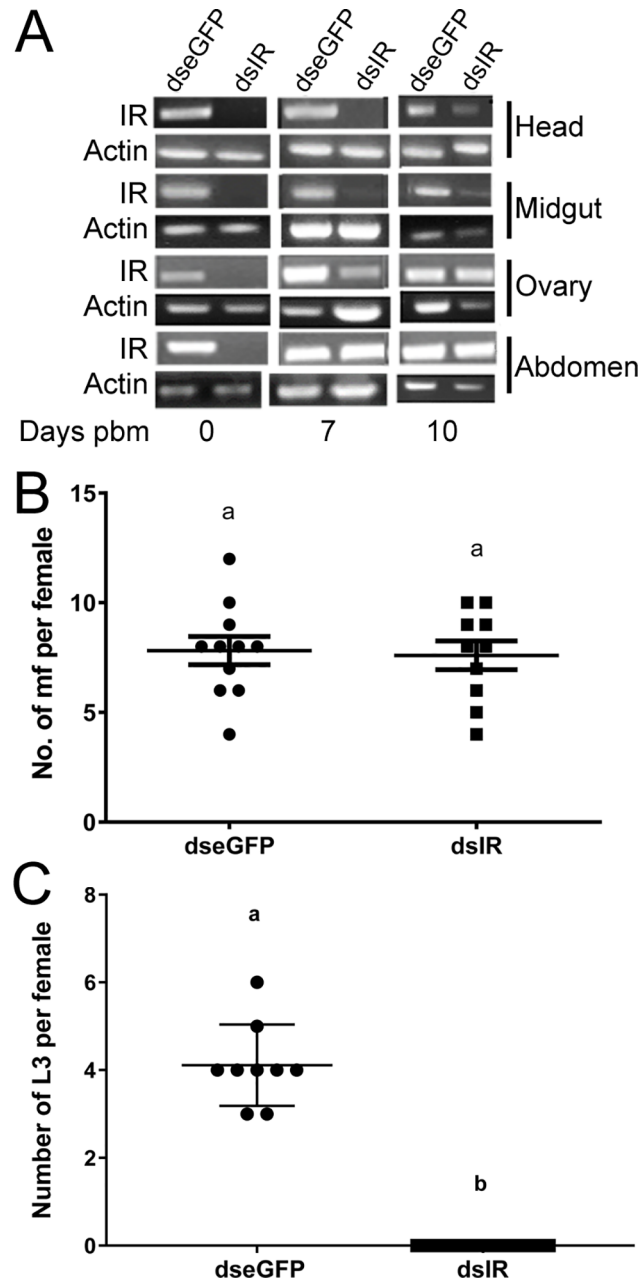 A
dseGFP dsIR dseGFP dsIR dseGFP dsIR
IR
Actin
Head
IR
Actin
Midgut
IR
Actin
Ovary
IR
Actin
Abdomen
Days pbm 0 7 10
B
No. of mf per female
15
10
5
0
a
a
dseGFP dsIR
C
Number of L3 per female
8
6
4
2
0
a
b
dseGFP dsIR